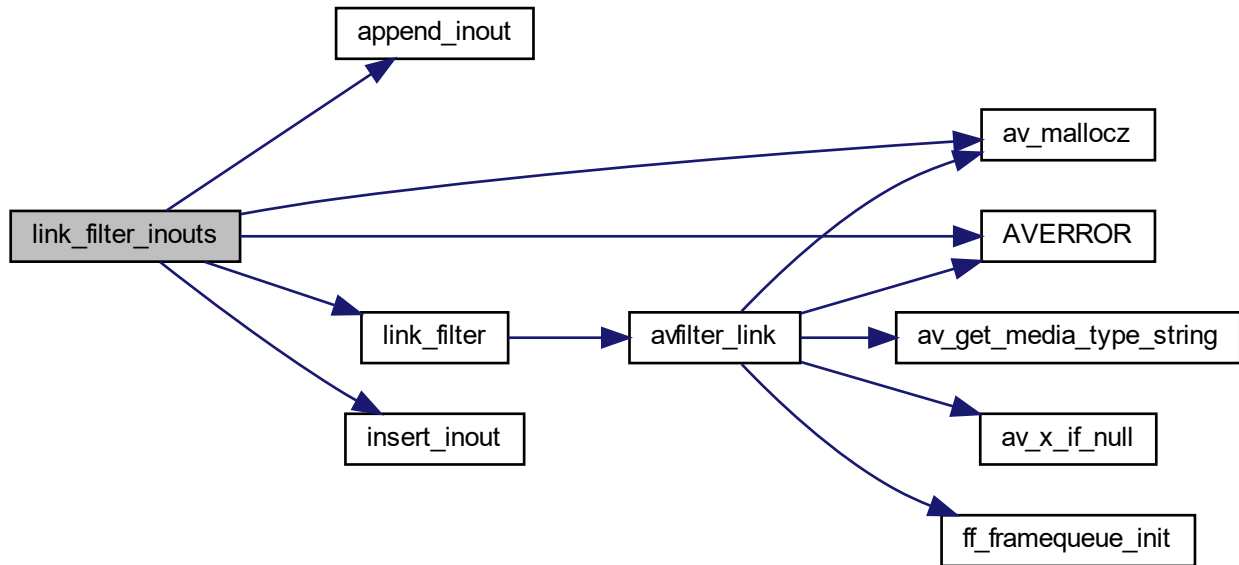 append_inout
av_mallocz
link_filter_inouts
AVERROR
link_filter
avfilter_link
av_get_media_type_string
insert_inout
av_x_if_null
ff_framequeue_init